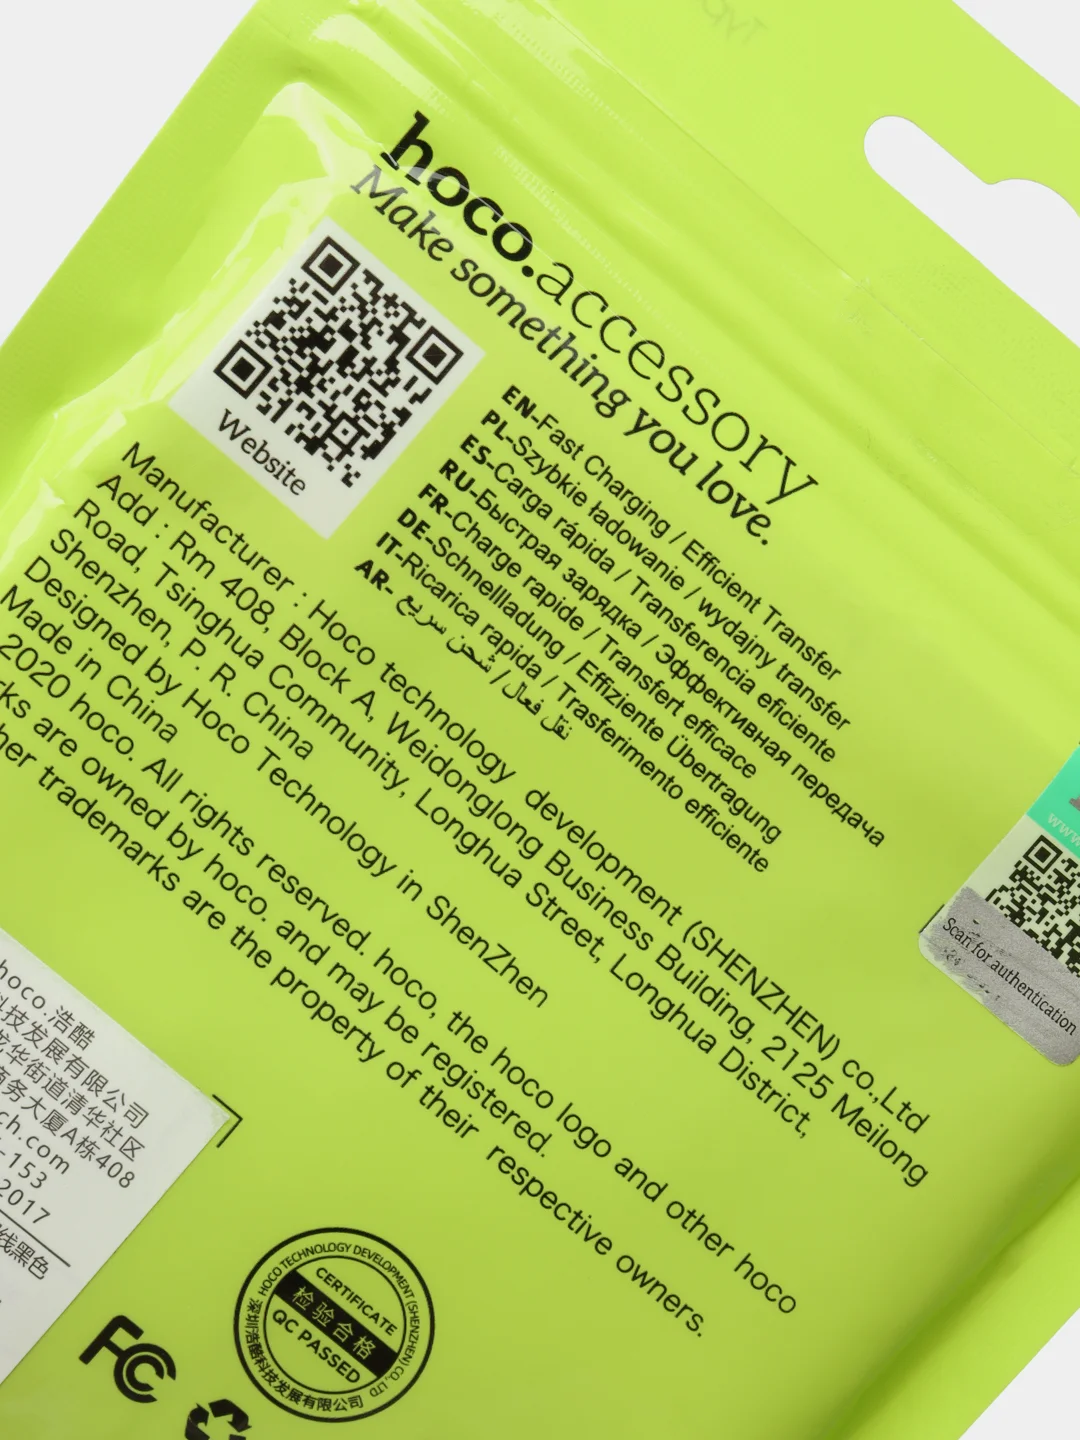 hoco.accessory
Make something you love.
Website
EN-Fast Charging / Efficient Transfer
PL-Szybkie ładowanie / wydajny transfer
ES-Carga rápida / Transferencia eficiente
RU-Быстрая зарядка / Эффективная передача
FR-Charge rapide / Transfert efficace
DE-Schnellladung / Effiziente Übertragung
IT-Ricarica rapida / Trasferimento efficiente
AR- شحن سريع / نقل فعال
Manufacturer : Hoco technology development (SHENZHEN) co.,Ltd
Add : Rm 408, Block A, Weidonglong Business Building, 2125 Meilong
Road, Tsinghua Community, Longhua Street, Longhua District,
Shenzhen, P. R. China
Designed by Hoco Technology in ShenZhen
Made in China
2020 hoco. All rights reserved. hoco, the hoco logo and other hoco
ks are owned by hoco. and may be registered.
her trademarks are the property of their respective owners.
Scan for authentication
www
hoco.浩酷
科技发展有限公司
龙华街道清华社区
商务大厦A栋408
ch.com
-153
2017
线黑色
HOCO TECHNOLOGY DEVELOPMENT (SHENZHEN) CO., LTD
CERTIFICATE
检验合格
QC PASSED
深圳浩酷科技发展有限公司
FC